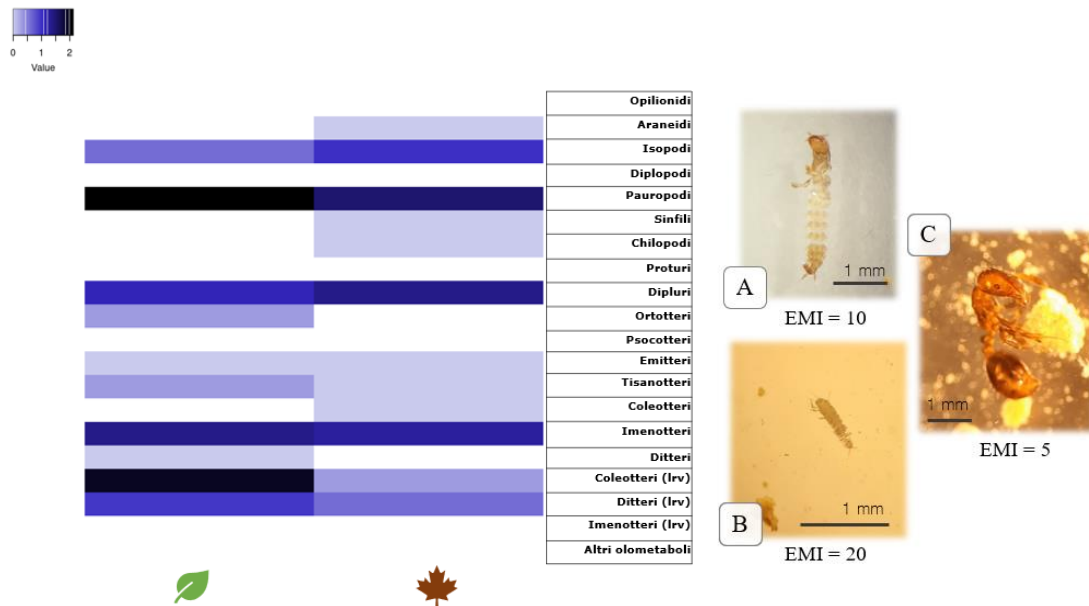 0 1 2
Value
Opilionidi
Araneidi
Isopodi
Diplopodi
Pauropodi
Sinfili
Chilopodi
Proturi
Dipluri
Ortotteri
Psocotteri
Emitteri
Tisanotteri
Coleotteri
Imenotteri
Ditteri
Coleotteri (lrv)
Ditteri (lrv)
Imenotteri (lrv)
Altri olometaboli
A
1 mm
EMI = 10
B
1 mm
EMI = 20
C
1 mm
EMI = 5